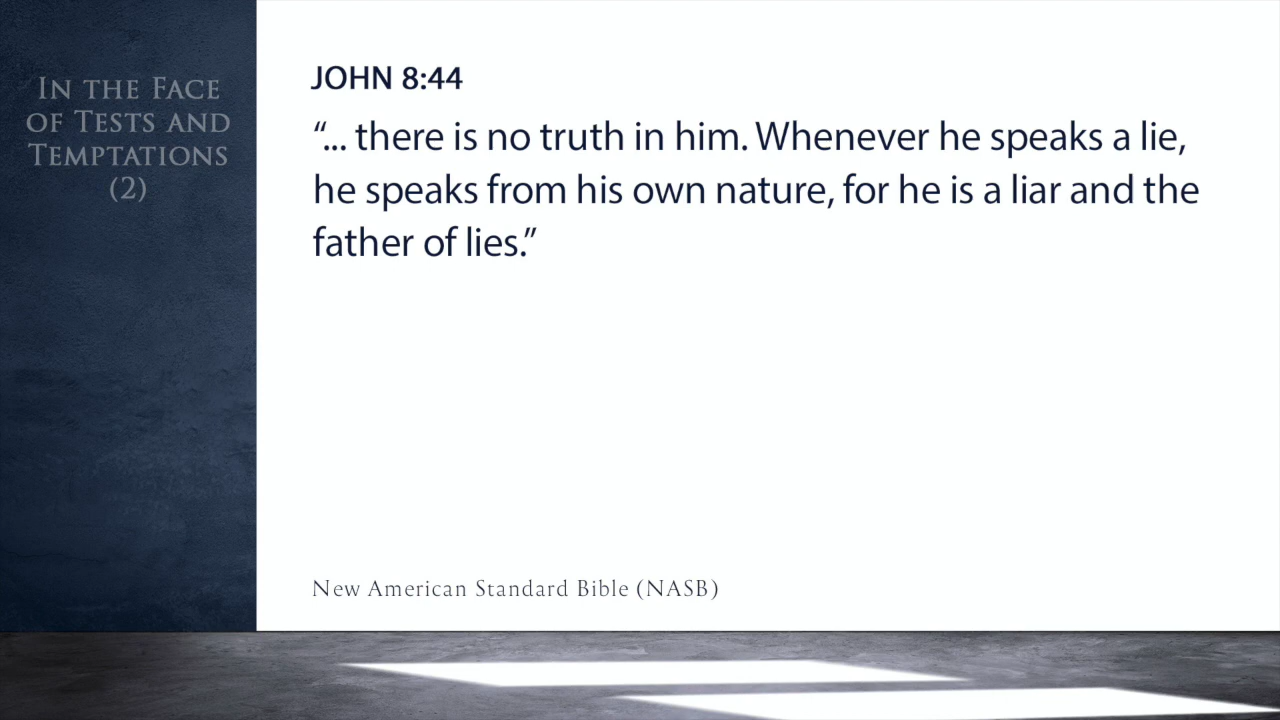 In the Face
of Tests and
Temptations
(2)
JOHN 8:44
“... there is no truth in him. Whenever he speaks a lie,
he speaks from his own nature, for he is a liar and the
father of lies.”
New American Standard Bible (NASB)